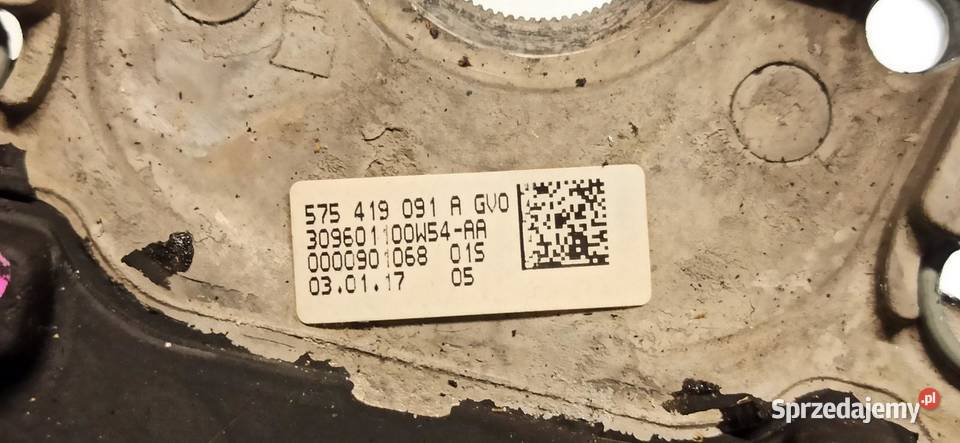 575 419 091 A GVO
309601100W54-AA
0000901068 01S
03.01.17 05
Sprzedajemy.pl